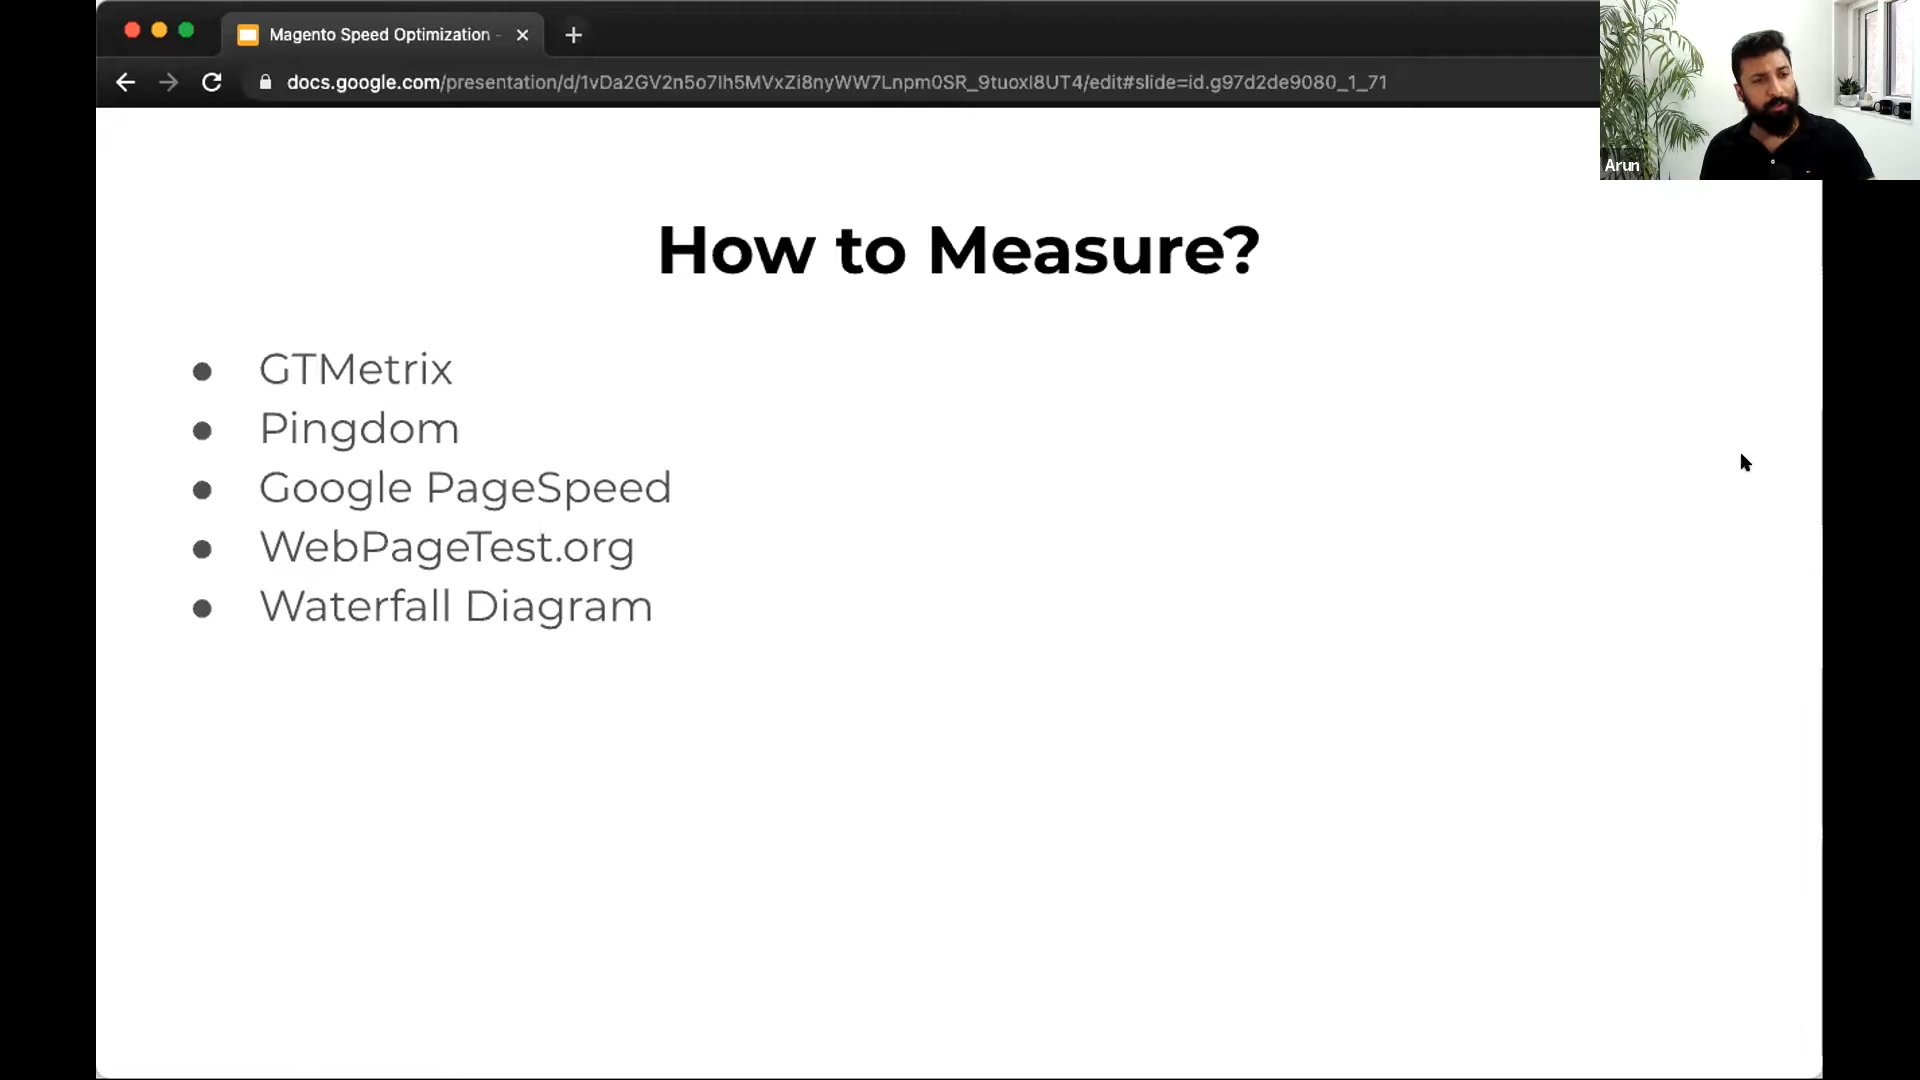 Magento Speed Optimization -
docs.google.com/presentation/d/1vDa2GV2n5o7Ih5MVxZi8nyWW7Lnpm0SR_9tuoxI8UT4/edit#slide=id.g97d2de9080_1_71
Arun
How to Measure?
● GTMetrix
● Pingdom
● Google PageSpeed
● WebPageTest.org
● Waterfall Diagram